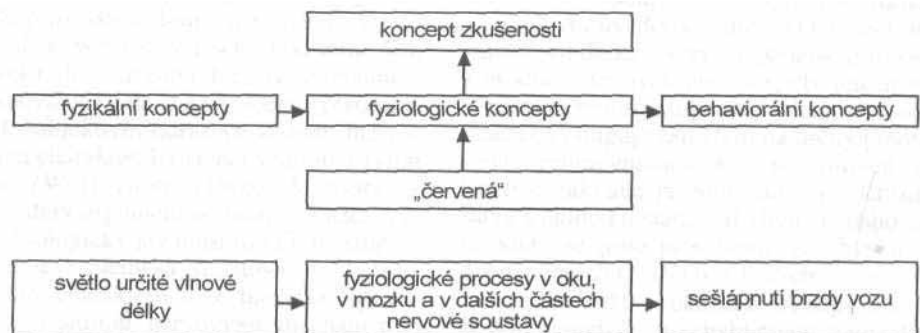 koncept zkušenosti
fyzikální koncepty
fyziologické koncepty
behaviorální koncepty
„červená“
světlo určité vlnové
délky
fyziologické procesy v oku,
v mozku a v dalších částech
nervové soustavy
sešlápnutí brzdy vozu